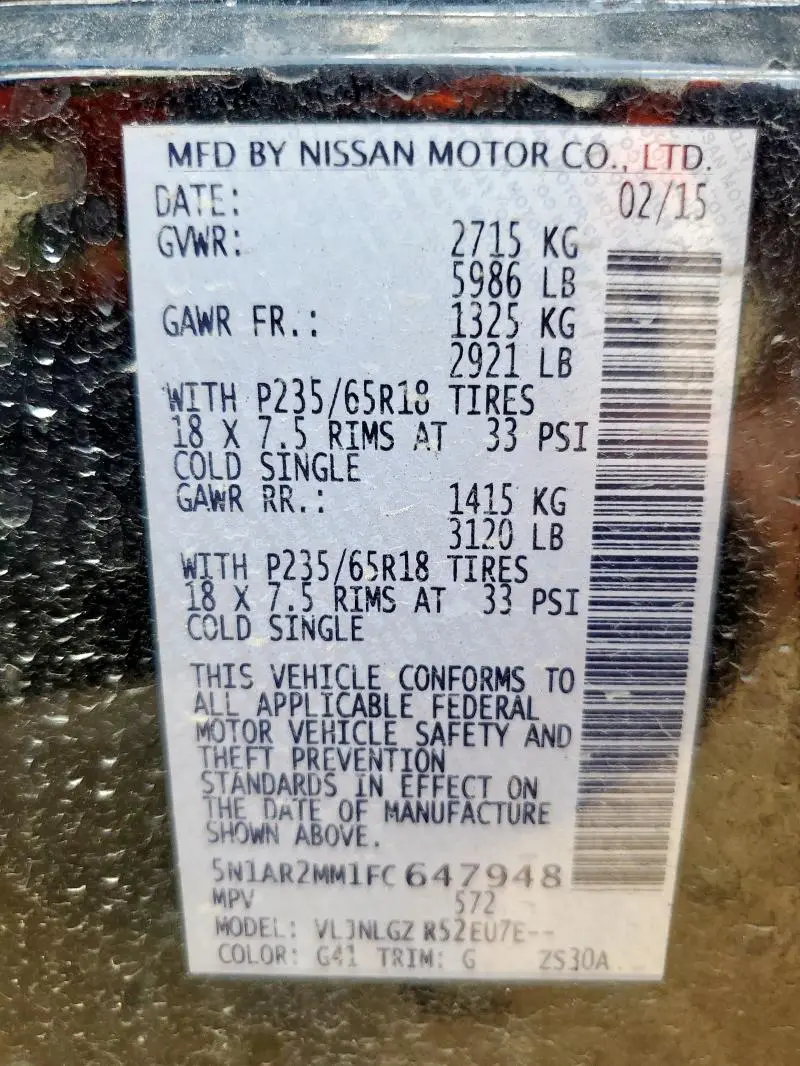 MFD BY NISSAN MOTOR CO., LTD.
DATE: 02/15
GVWR: 2715 KG
5986 LB
GAWR FR.: 1325 KG
2921 LB
WITH P235/65R18 TIRES
18 X 7.5 RIMS AT 33 PSI
COLD SINGLE
GAWR RR.: 1415 KG
3120 LB
WITH P235/65R18 TIRES
18 X 7.5 RIMS AT 33 PSI
COLD SINGLE
THIS VEHICLE CONFORMS TO
ALL APPLICABLE FEDERAL
MOTOR VEHICLE SAFETY AND
THEFT PREVENTION
STANDARDS IN EFFECT ON
THE DATE OF MANUFACTURE
SHOWN ABOVE.
5N1AR2MM1FC647948
MPV 572
MODEL: VLJNLGZ R52EU7E--
COLOR: G41 TRIM: G ZS30A